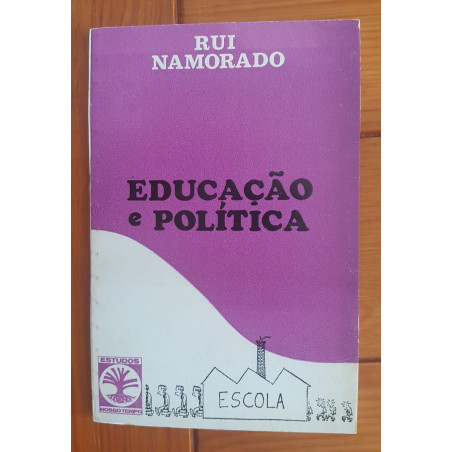 RUI
NAMORADO
EDUCAÇÃO
e POLÍTICA
ESTUDOS
NOSSO TEMPO
ESCOLA